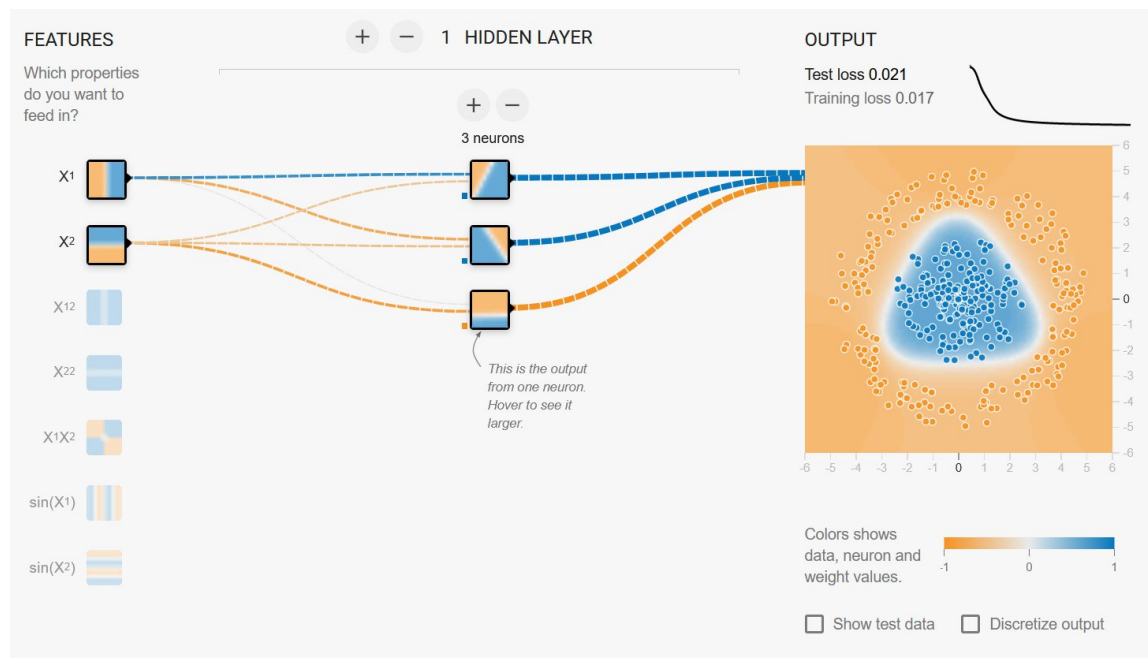 FEATURES
Which properties
do you want to
feed in?
X1
X2
X12
X22
X1X2
sin(X1)
sin(X2)
+ − 1 HIDDEN LAYER
+ −
3 neurons
This is the output
from one neuron.
Hover to see it
larger.
OUTPUT
Test loss 0.021
Training loss 0.017
6
5
4
3
2
1
0
-1
-2
-3
-4
-5
-6
-6 -5 -4 -3 -2 -1 0 1 2 3 4 5 6
Colors shows
data, neuron and
weight values.
-1 0 1
Show test data
Discretize output